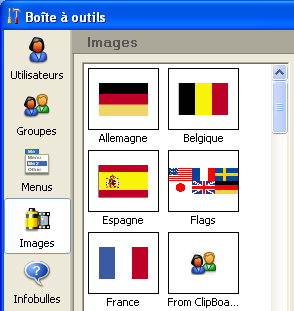 Boîte à outils
Images
Utilisateurs
Groupes
Menus
Images
Infobulles
Allemagne
Belgique
Espagne
Flags
France
From ClipBoa...